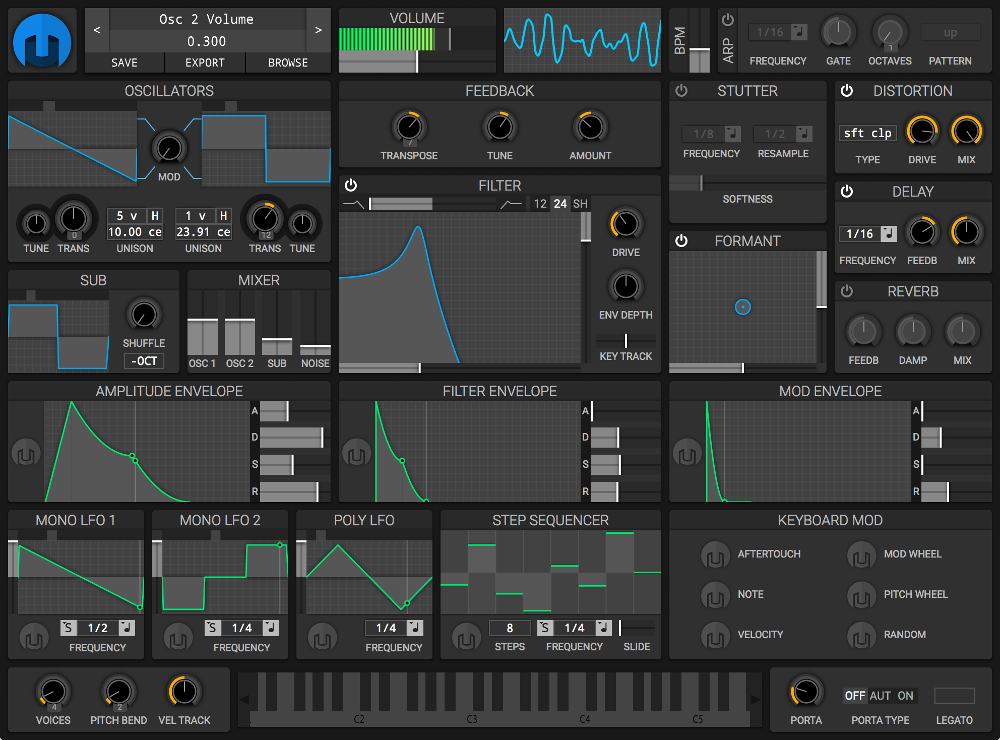 Osc 2 Volume
< >
0.300
SAVE EXPORT BROWSE
VOLUME
BPM
ARP
1/16
up
1
FREQUENCY GATE OCTAVES PATTERN
OSCILLATORS
MOD
0
5 v H
10.00 ce
1 v H
23.91 ce
12
TUNE TRANS UNISON UNISON TRANS TUNE
FEEDBACK
7
TRANSPOSE TUNE AMOUNT
FILTER
12 24 SH
DRIVE
ENV DEPTH
KEY TRACK
STUTTER
1/8 1/2
FREQUENCY RESAMPLE
SOFTNESS
FORMANT
DISTORTION
sft clp
TYPE DRIVE MIX
DELAY
1/16
FREQUENCY FEEDB MIX
REVERB
FEEDB DAMP MIX
SUB
SHUFFLE
-OCT
MIXER
OSC 1 OSC 2 SUB NOISE
AMPLITUDE ENVELOPE
A
D
S
R
FILTER ENVELOPE
A
D
S
R
MOD ENVELOPE
A
D
S
R
MONO LFO 1
S 1/2
FREQUENCY
MONO LFO 2
S 1/4
FREQUENCY
POLY LFO
1/4
FREQUENCY
STEP SEQUENCER
8 S 1/4
STEPS FREQUENCY SLIDE
KEYBOARD MOD
AFTERTOUCH MOD WHEEL
NOTE PITCH WHEEL
VELOCITY RANDOM
4 2
VOICES PITCH BEND VEL TRACK
C2 C3 C4 C5
OFF AUT ON
PORTA PORTA TYPE LEGATO